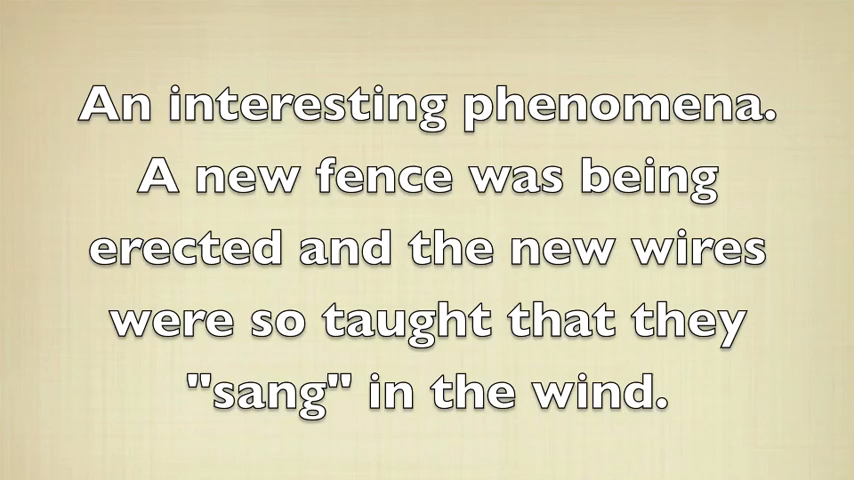 An interesting phenomena.
A new fence was being
erected and the new wires
were so taught that they
"sang" in the wind.